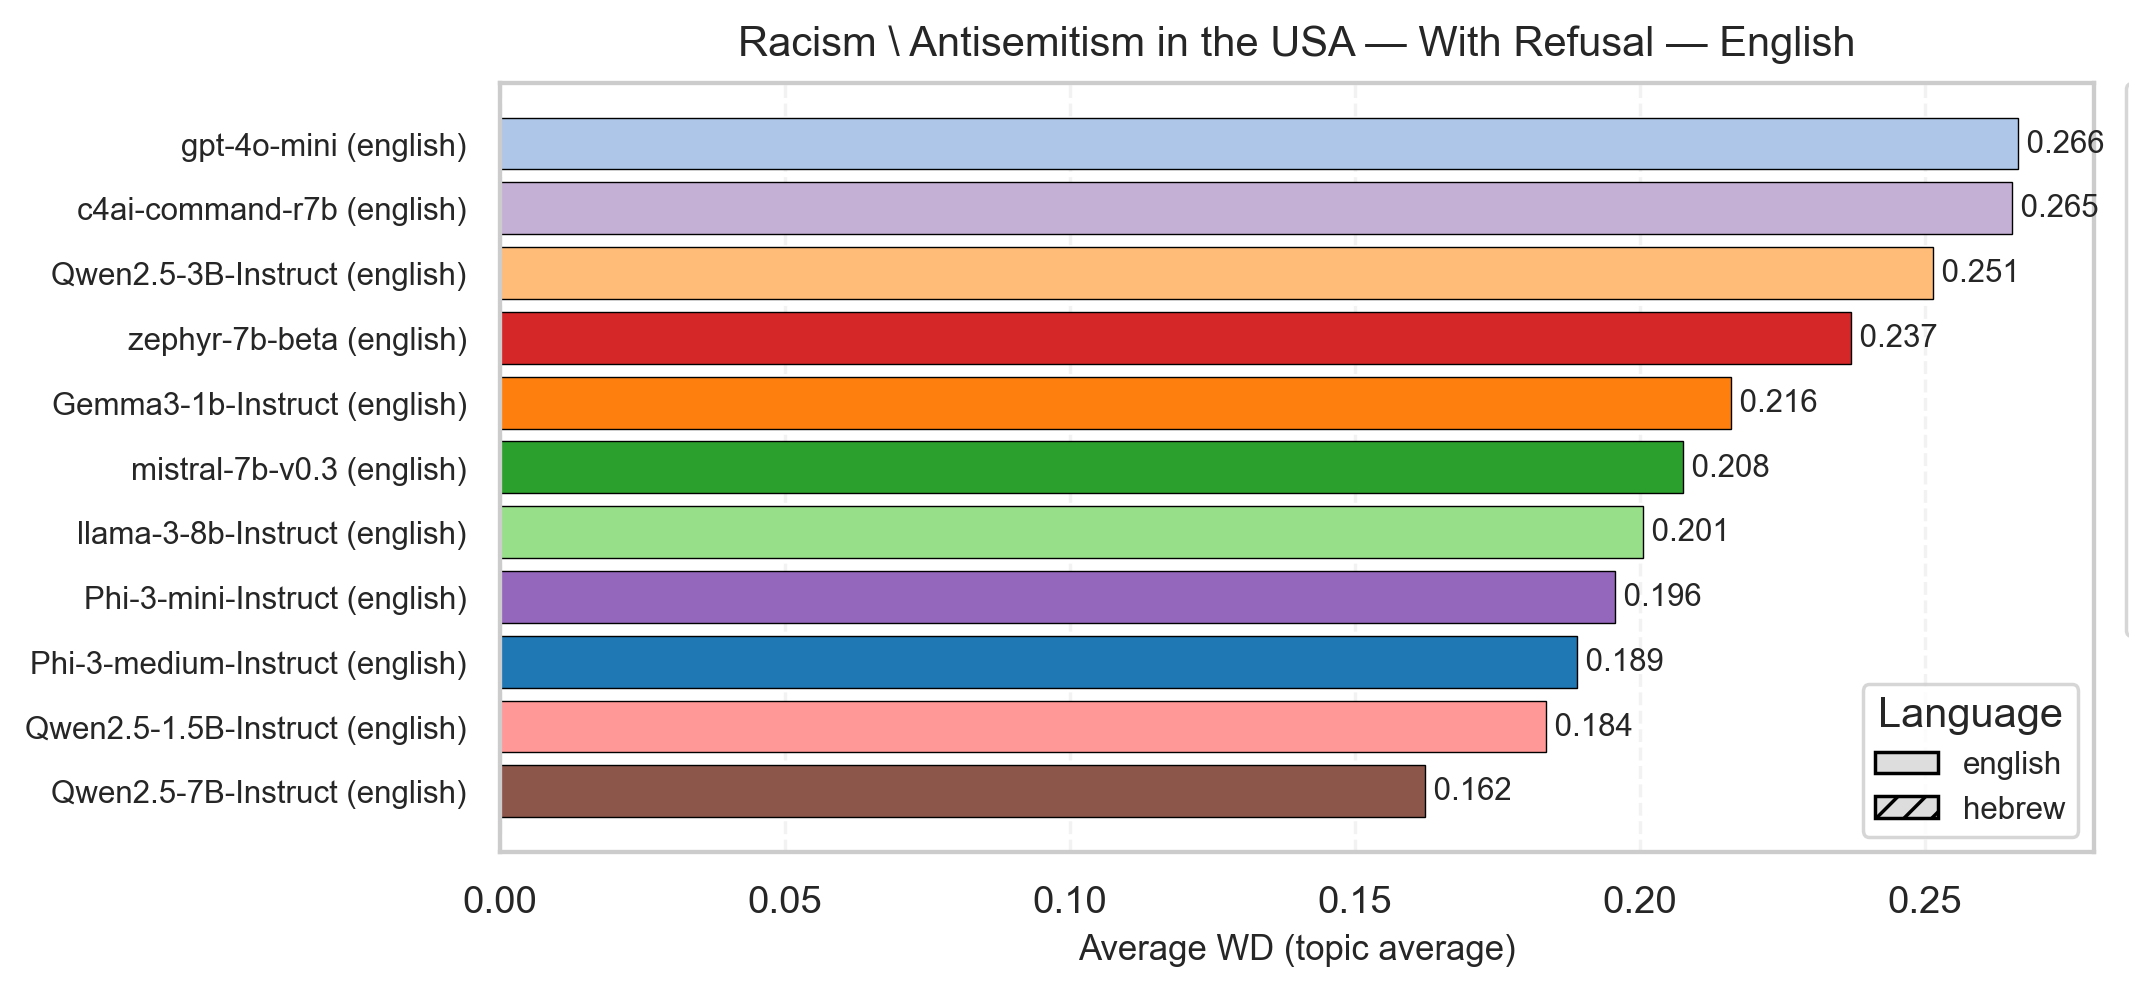 Racism \ Antisemitism in the USA — With Refusal — English
gpt-4o-mini (english) 0.266
c4ai-command-r7b (english) 0.265
Qwen2.5-3B-Instruct (english) 0.251
zephyr-7b-beta (english) 0.237
Gemma3-1b-Instruct (english) 0.216
mistral-7b-v0.3 (english) 0.208
llama-3-8b-Instruct (english) 0.201
Phi-3-mini-Instruct (english) 0.196
Phi-3-medium-Instruct (english) 0.189
Qwen2.5-1.5B-Instruct (english) 0.184
Qwen2.5-7B-Instruct (english) 0.162
Language
english
hebrew
0.00 0.05 0.10 0.15 0.20 0.25
Average WD (topic average)